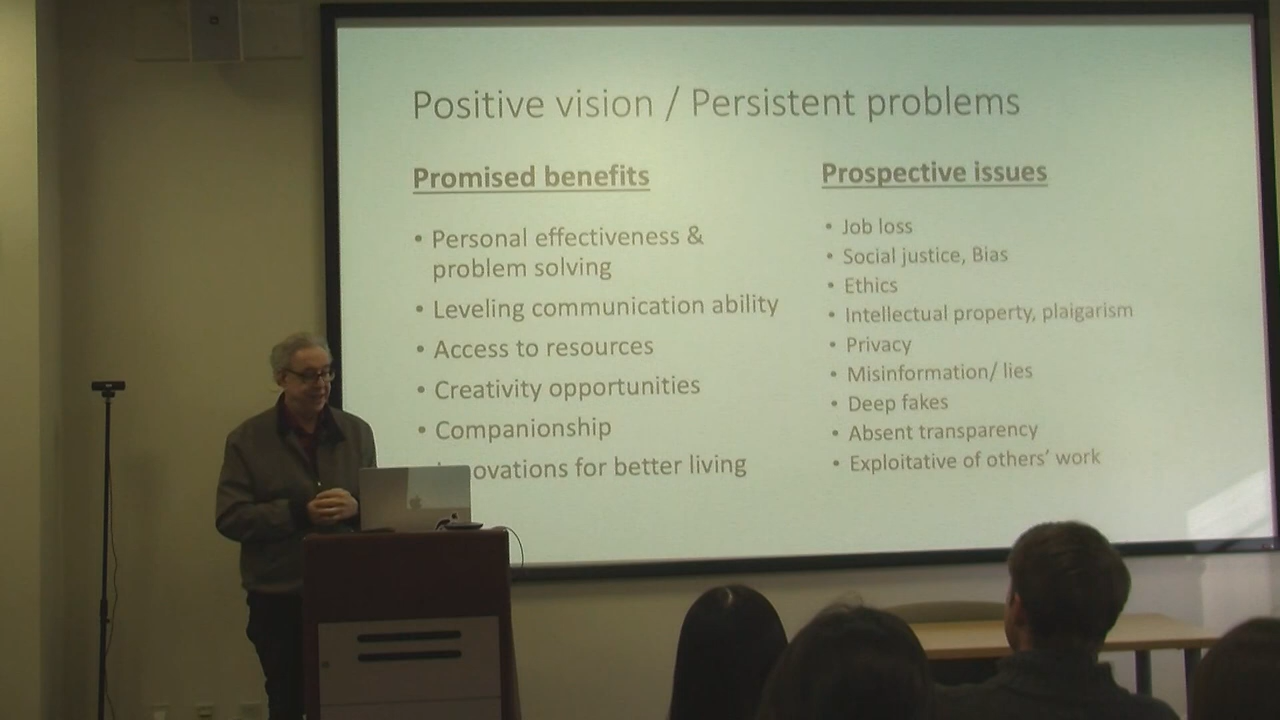 Positive vision / Persistent problems
Promised benefits
• Personal effectiveness &
problem solving
• Leveling communication ability
• Access to resources
• Creativity opportunities
• Companionship
ovations for better living
Prospective issues
• Job loss
• Social justice, Bias
• Ethics
• Intellectual property, plaigarism
• Privacy
• Misinformation/ lies
• Deep fakes
• Absent transparency
• Exploitative of others’ work